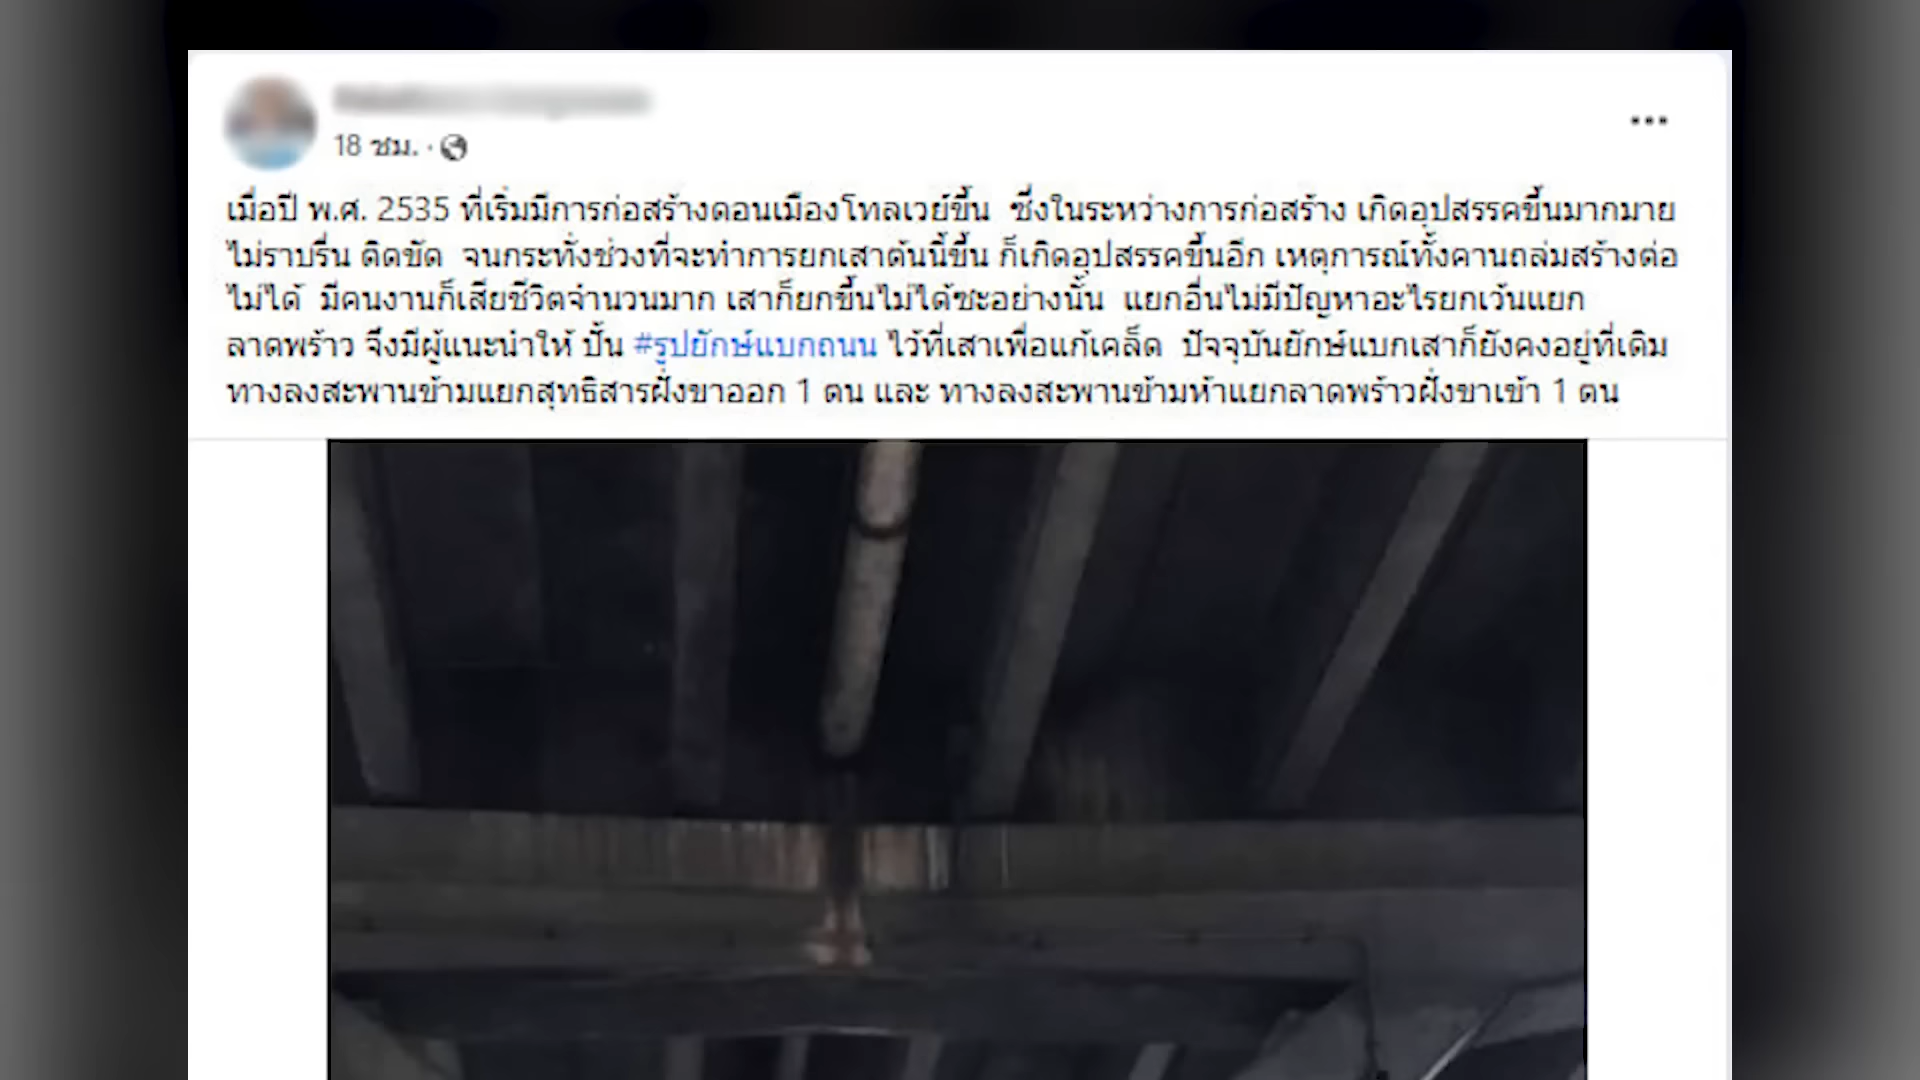 18 ชม. ·
เมื่อปี พ.ศ. 2535 ที่เริ่มมีการก่อสร้างดอนเมืองโทลเวย์ขึ้น ซึ่งในระหว่างการก่อสร้าง เกิดอุปสรรคขึ้นมากมาย
ไม่ราบรื่น ติดขัด จนกระทั่งช่วงที่จะทำการยกเสาต้นนี้ขึ้น ก็เกิดอุปสรรคขึ้นอีก เหตุการณ์ทั้งคานถล่มสร้างต่อ
ไม่ได้ มีคนงานก็เสียชีวิตจำนวนมาก เสาก็ยกขึ้นไม่ได้ซะอย่างนั้น แยกอื่นไม่มีปัญหาอะไรยกเว้นแยก
ลาดพร้าว จึงมีผู้แนะนำให้ ปั้น #รูปยักษ์แบกถนน ไว้ที่เสาเพื่อแก้เคล็ด ปัจจุบันยักษ์แบกเสาก็ยังคงอยู่ที่เดิม
ทางลงสะพานข้ามแยกสุทธิสารฝั่งขาออก 1 ตน และ ทางลงสะพานข้ามห้าแยกลาดพร้าวฝั่งขาเข้า 1 ตน